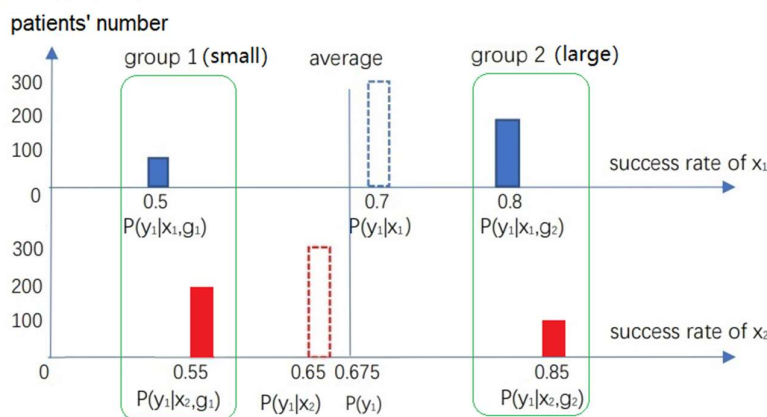 patients' number
group 1 (small) average group 2 (large)
300
200
100
0
success rate of x₁
0.5 0.7 0.8
P(y₁|x₁,g₁) P(y₁|x₁) P(y₁|x₁,g₂)
300
200
100
success rate of x₂
0 0.55 0.65 0.675 0.85
P(y₁|x₂,g₁) P(y₁|x₂) P(y₁) P(y₁|x₂,g₂)